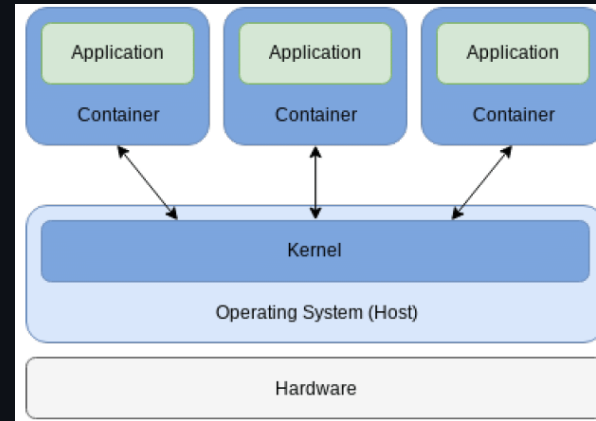 Application
Application
Application
Container
Container
Container
Kernel
Operating System (Host)
Hardware